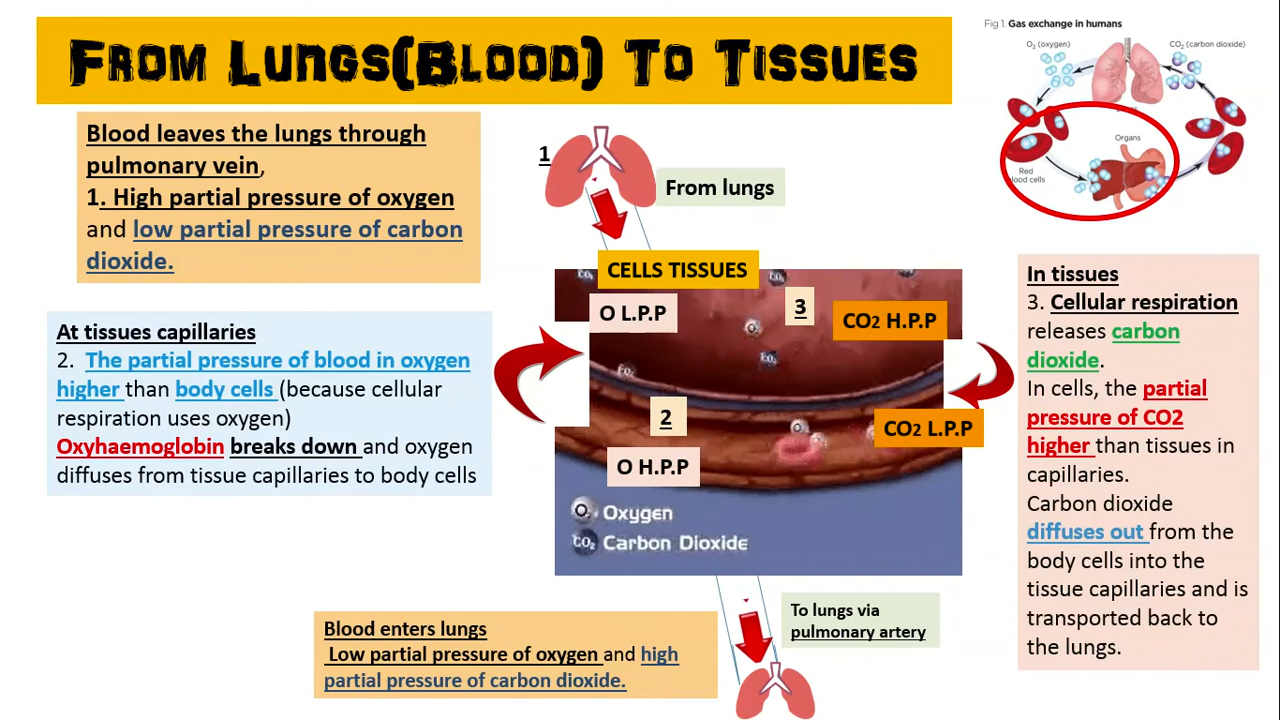 FROM LUNGS(BLOOD) TO TISSUES
Fig 1. Gas exchange in humans
O₂ (oxygen)
CO₂ (carbon dioxide)
Organs
Red
blood cells
Blood leaves the lungs through
pulmonary vein,
1. High partial pressure of oxygen
and low partial pressure of carbon
dioxide.
1
From lungs
CELLS TISSUES
O L.P.P
3
CO2 H.P.P
2
CO2 L.P.P
O H.P.P
O₂ Oxygen
CO₂ Carbon Dioxide
At tissues capillaries
2. The partial pressure of blood in oxygen
higher than body cells (because cellular
respiration uses oxygen)
Oxyhaemoglobin breaks down and oxygen
diffuses from tissue capillaries to body cells
In tissues
3. Cellular respiration
releases carbon
dioxide.
In cells, the partial
pressure of CO2
higher than tissues in
capillaries.
Carbon dioxide
diffuses out from the
body cells into the
tissue capillaries and is
transported back to
the lungs.
To lungs via
pulmonary artery
Blood enters lungs
Low partial pressure of oxygen and high
partial pressure of carbon dioxide.